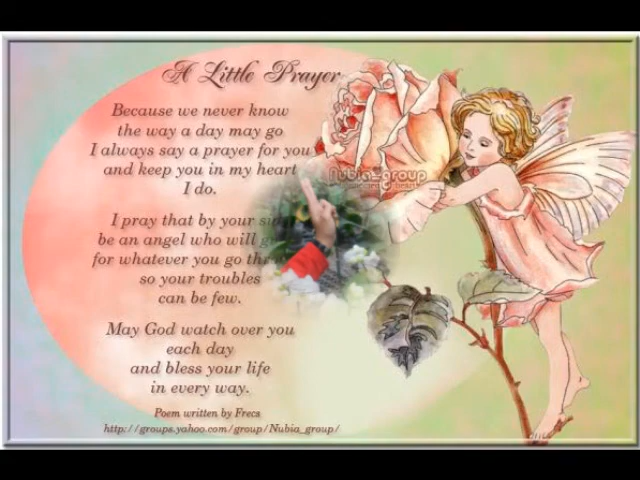 A Little Prayer
Because we never know
the way a day may go
I always say a prayer for you
and keep you in my heart
I do.
I pray that by your
be an angel who will
for whatever you go
so your troubles
can be few.
May God watch over you
each day
and bless your life
in every way.
Poem written by Freca
http://groups.yahoo.com/group/Nubia_group/
Nubia_group
heart